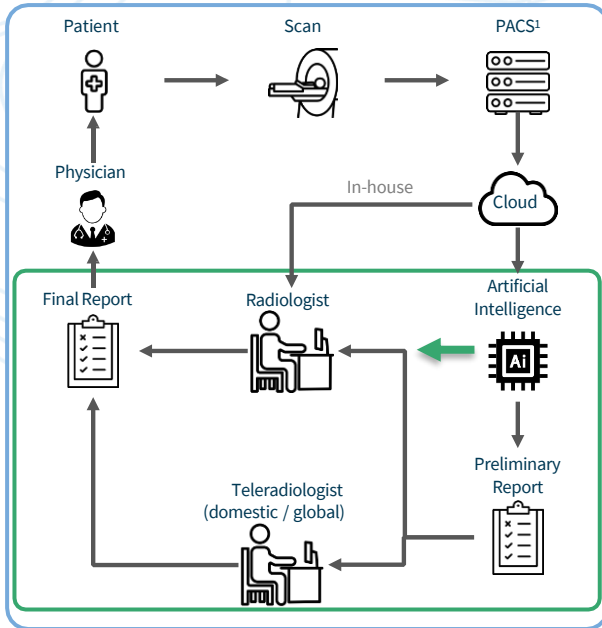 Patient
Scan
PACS¹
Physician
In-house
Cloud
Final Report
Radiologist
Artificial
Intelligence
Ai
Preliminary
Report
Teleradiologist
(domestic / global)